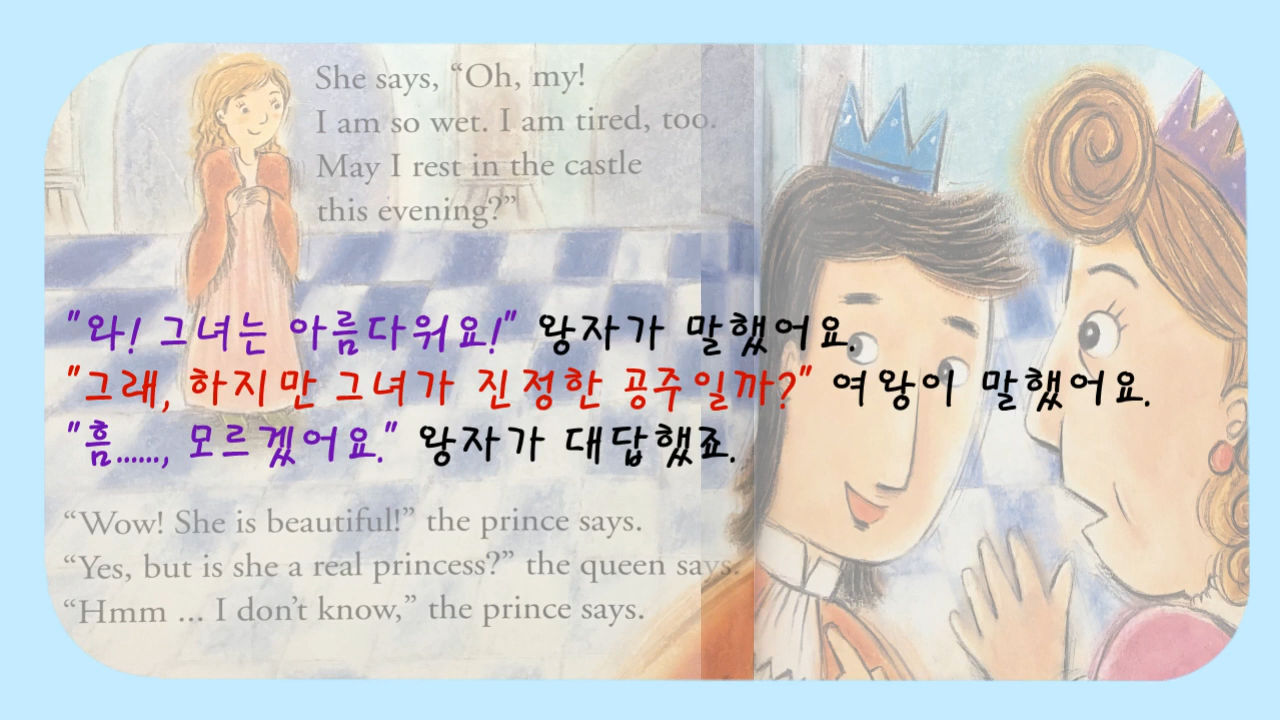 She says, “Oh, my!
I am so wet. I am tired, too.
May I rest in the castle
this evening?”
"와! 그녀는 아름다워요!" 왕자가 말했어요.
"그래, 하지만 그녀가 진정한 공주일까?" 여왕이 말했어요.
"흠......, 모르겠어요." 왕자가 대답했죠.
“Wow! She is beautiful!” the prince says.
“Yes, but is she a real princess?” the queen says.
“Hmm ... I don’t know,” the prince says.